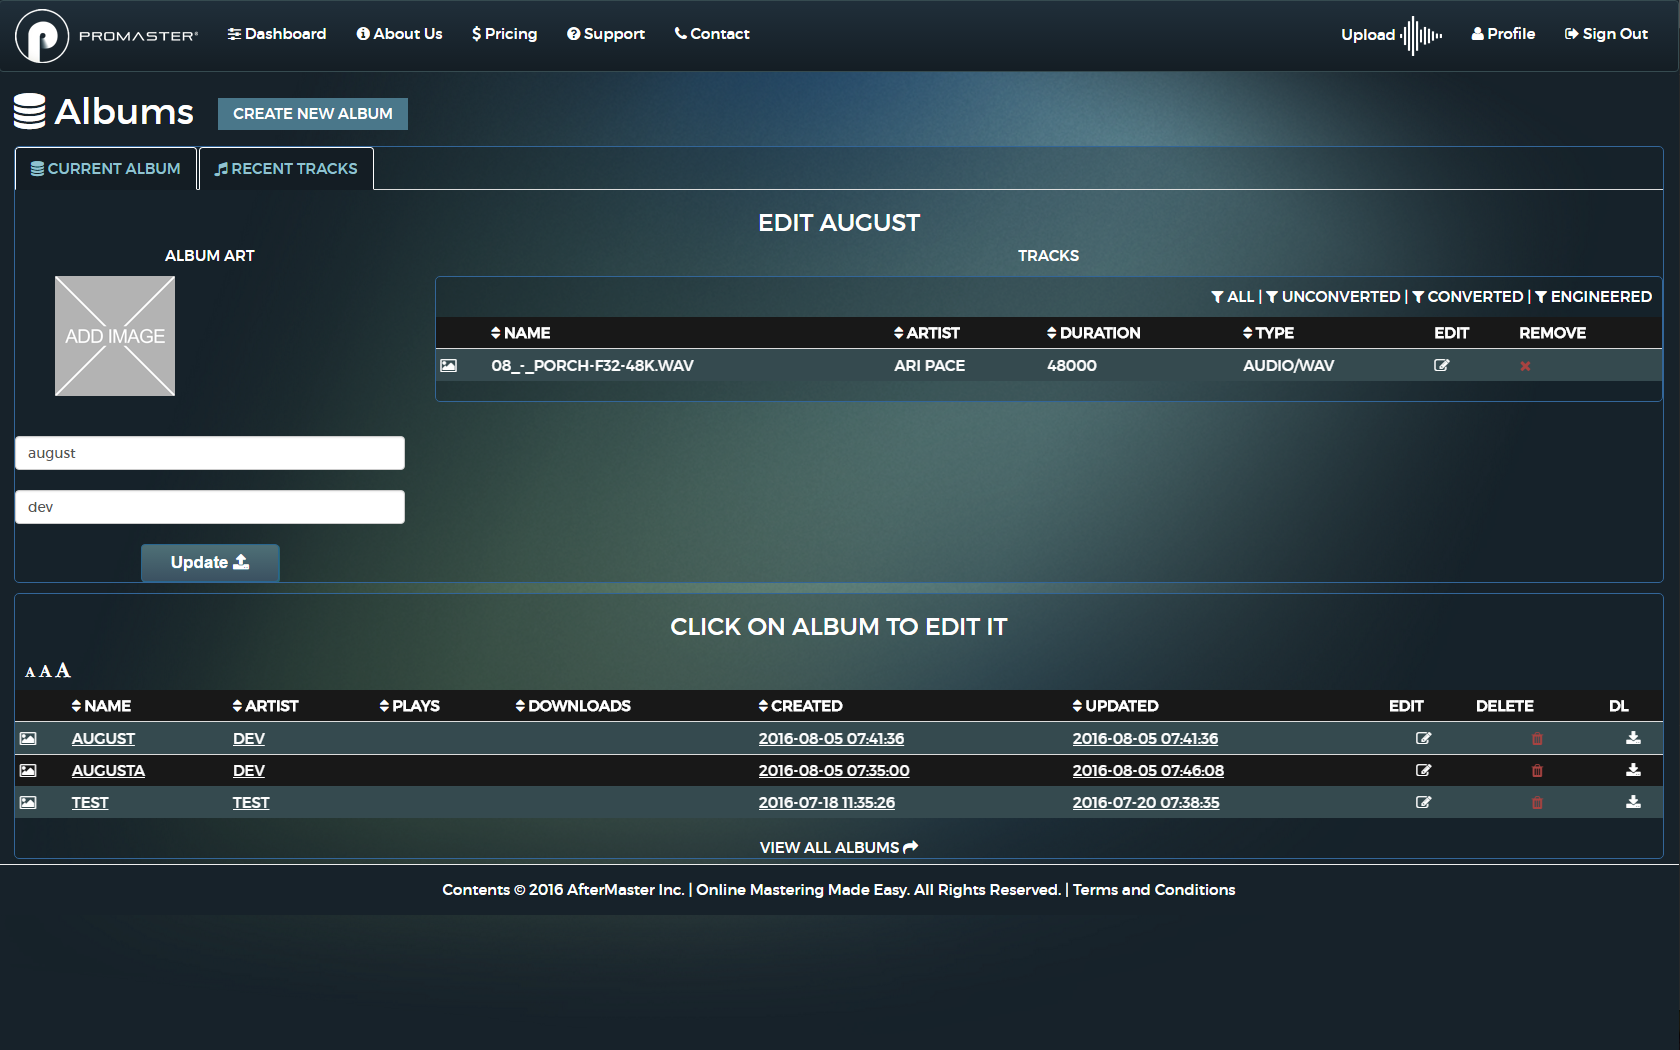 PROMASTER® Dashboard About Us $ Pricing Support Contact Upload Profile Sign Out
Albums CREATE NEW ALBUM
CURRENT ALBUM RECENT TRACKS
EDIT AUGUST
ALBUM ART TRACKS
ADD IMAGE
ALL | UNCONVERTED | CONVERTED | ENGINEERED
NAME ARTIST DURATION TYPE EDIT REMOVE
08_-_PORCH-F32-48K.WAV ARI PACE 48000 AUDIO/WAV
august
dev
Update
CLICK ON ALBUM TO EDIT IT
A A A
NAME ARTIST PLAYS DOWNLOADS CREATED UPDATED EDIT DELETE DL
AUGUST DEV 2016-08-05 07:41:36 2016-08-05 07:41:36
AUGUSTA DEV 2016-08-05 07:35:00 2016-08-05 07:46:08
TEST TEST 2016-07-18 11:35:26 2016-07-20 07:38:35
VIEW ALL ALBUMS
Contents © 2016 AfterMaster Inc. | Online Mastering Made Easy. All Rights Reserved. | Terms and Conditions